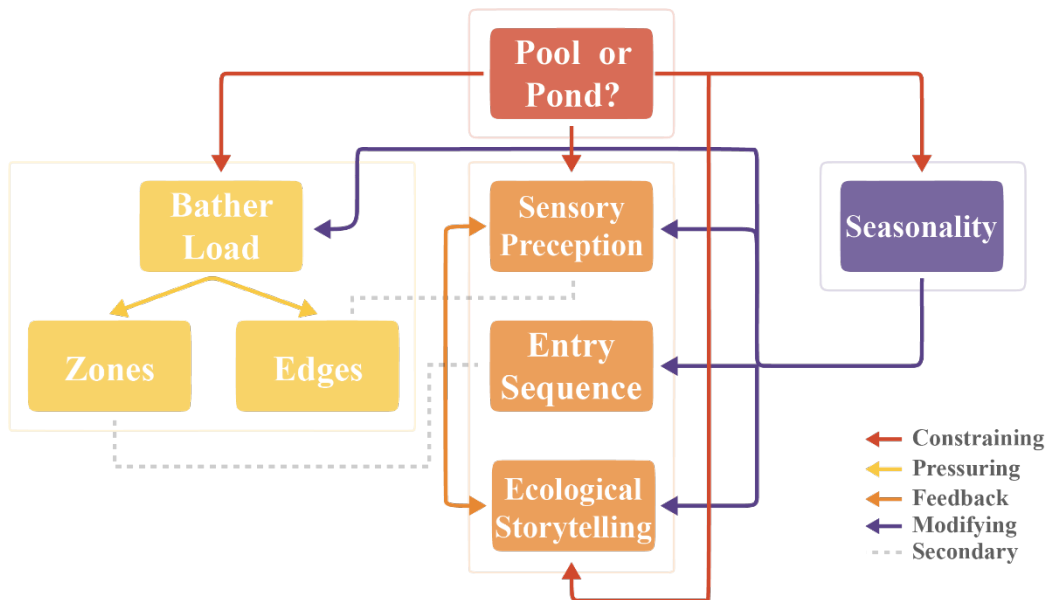 Pool or
Pond?
Bather
Load
Sensory
Preception
Seasonality
Zones
Edges
Entry
Sequence
Ecological
Storytelling
Constraining
Pressuring
Feedback
Modifying
Secondary